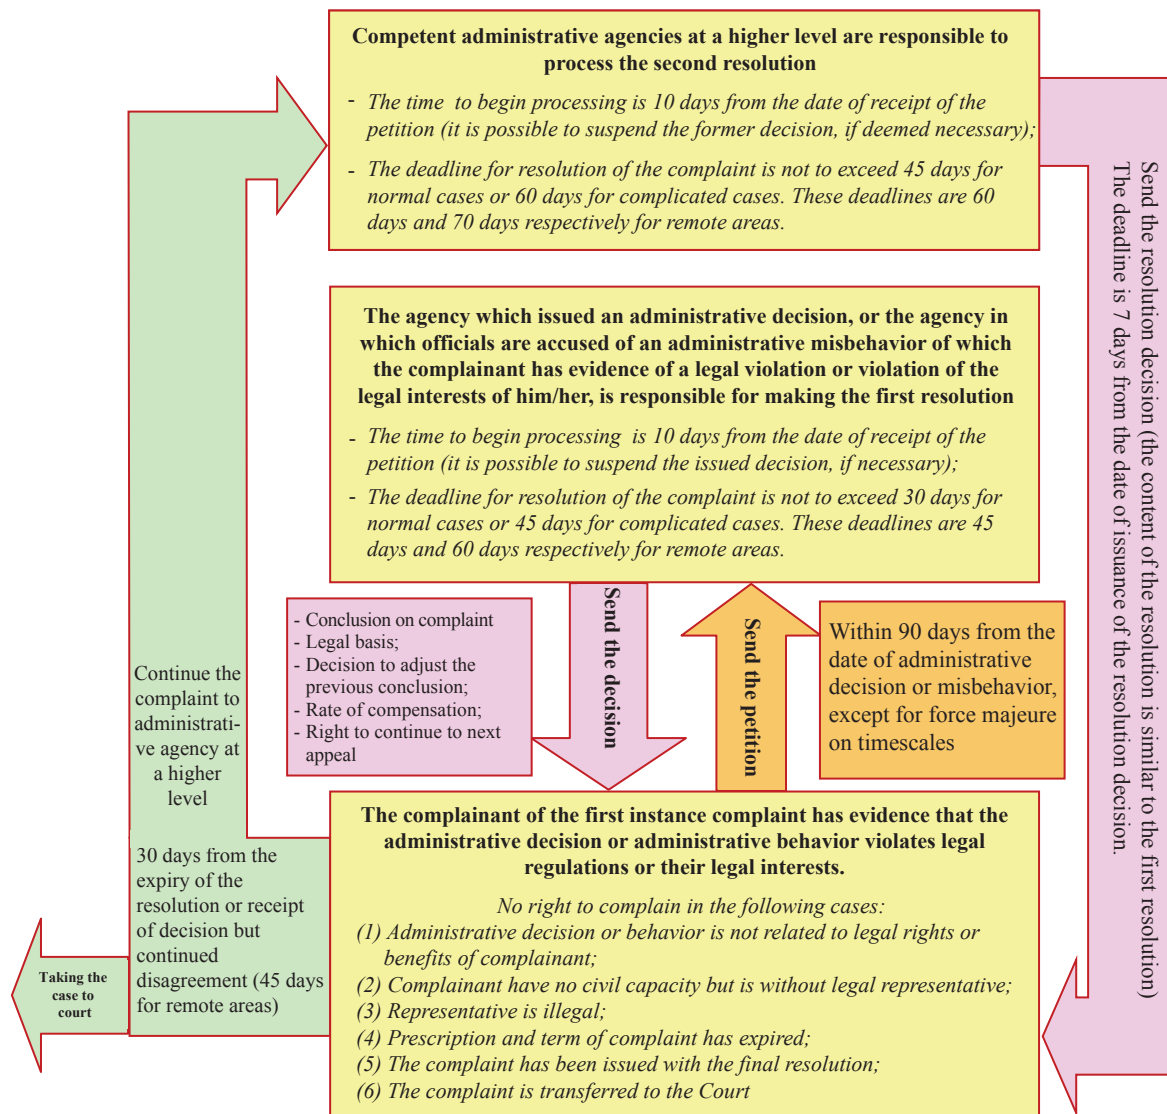 Competent administrative agencies at a higher level are responsible to
process the second resolution
- The time to begin processing is 10 days from the date of receipt of the
petition (it is possible to suspend the former decision, if deemed necessary);
- The deadline for resolution of the complaint is not to exceed 45 days for
normal cases or 60 days for complicated cases. These deadlines are 60
days and 70 days respectively for remote areas.
Send the resolution decision (the content of the resolution is similar to the first resolution)
The deadline is 7 days from the date of issuance of the resolution decision.
The agency which issued an administrative decision, or the agency in
which officials are accused of an administrative misbehavior of which
the complainant has evidence of a legal violation or violation of the
legal interests of him/her, is responsible for making the first resolution
- The time to begin processing is 10 days from the date of receipt of the
petition (it is possible to suspend the issued decision, if necessary);
- The deadline for resolution of the complaint is not to exceed 30 days for
normal cases or 45 days for complicated cases. These deadlines are 45
days and 60 days respectively for remote areas.
- Conclusion on complaint
- Legal basis;
- Decision to adjust the
previous conclusion;
- Rate of compensation;
- Right to continue to next
appeal
Send the decision
Send the petition
Within 90 days from the
date of administrative
decision or misbehavior,
except for force majeure
on timescales
Continue the
complaint to
administrati-
ve agency at
a higher
level
30 days from the
expiry of the
resolution or receipt
of decision but
continued
disagreement (45 days
for remote areas)
Taking the
case to
court
The complainant of the first instance complaint has evidence that the
administrative decision or administrative behavior violates legal
regulations or their legal interests.
No right to complain in the following cases:
(1) Administrative decision or behavior is not related to legal rights or
benefits of complainant;
(2) Complainant have no civil capacity but is without legal representative;
(3) Representative is illegal;
(4) Prescription and term of complaint has expired;
(5) The complaint has been issued with the final resolution;
(6) The complaint is transferred to the Court